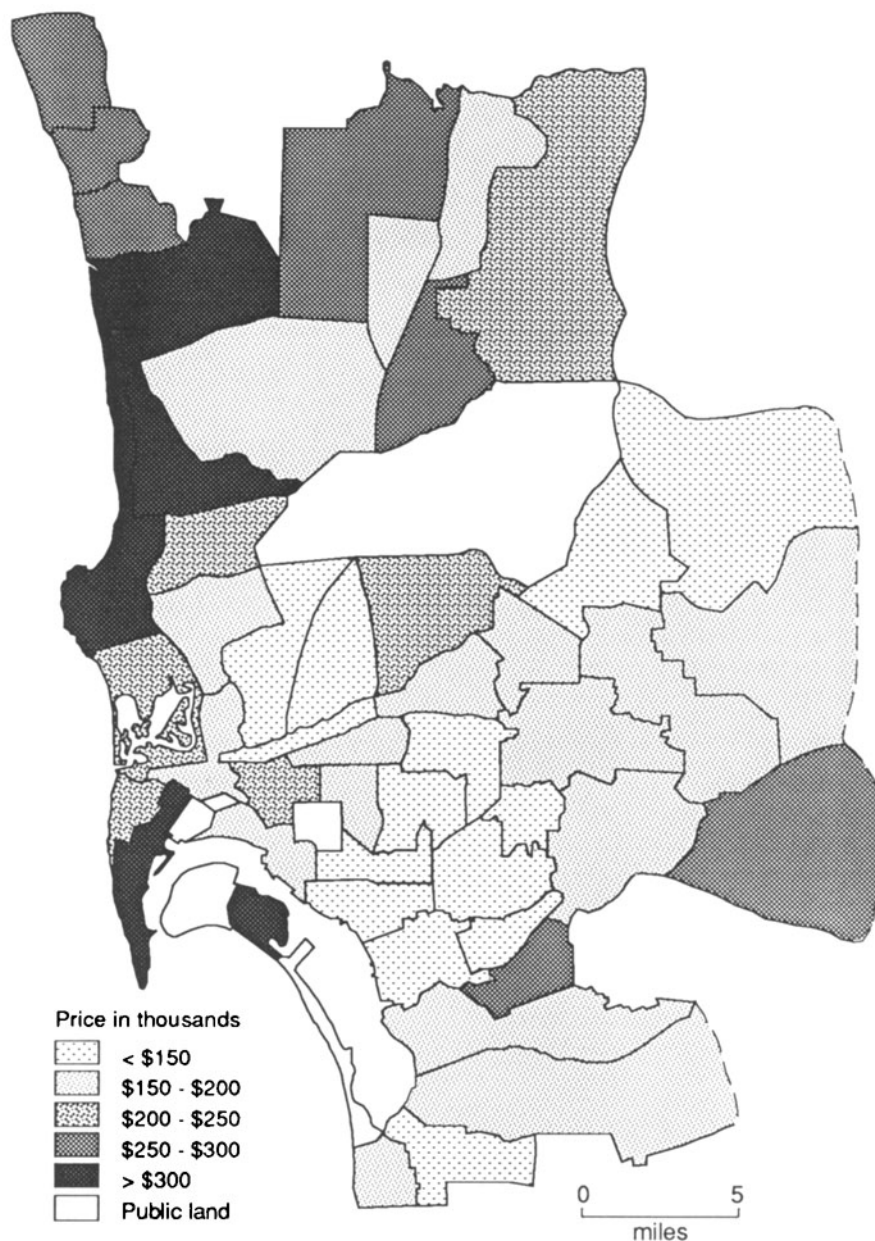 Price in thousands
< $150
$150 - $200
$200 - $250
$250 - $300
> $300
Public land
0 5
miles